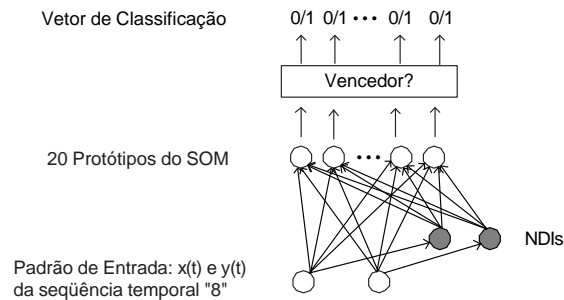 Vetor de Classificação 0/1 0/1 ••• 0/1 0/1
Vencedor?
20 Protótipos do SOM •••
NDIs
Padrão de Entrada: x(t) e y(t)
da seqüência temporal "8"